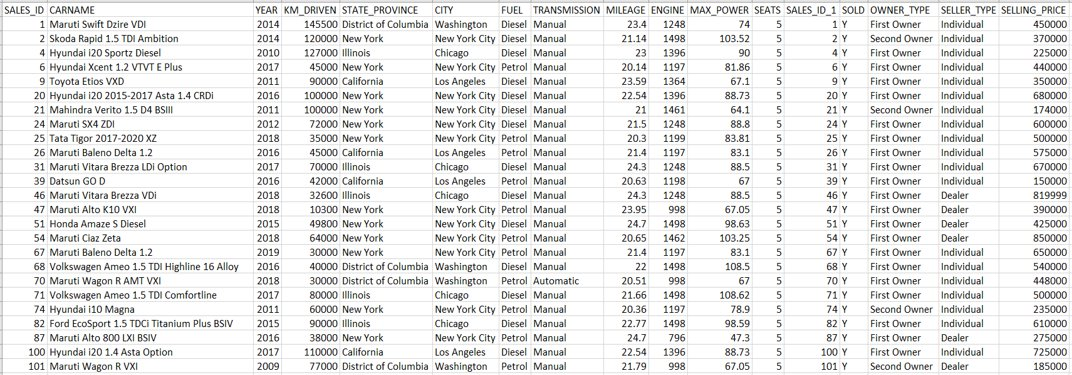 SALES_ID CARNAME YEAR KM_DRIVEN STATE_PROVINCE CITY FUEL TRANSMISSION MILEAGE ENGINE MAX_POWER SEATS SALES_ID_1 SOLD OWNER_TYPE SELLER_TYPE SELLING_PRICE
1 Maruti Swift Dzire VDI 2014 145500 District of Columbia Washington Diesel Manual 23.4 1248 74 5 1 Y First Owner Individual 450000
2 Skoda Rapid 1.5 TDI Ambition 2014 120000 New York New York City Diesel Manual 21.14 1498 103.52 5 2 Y Second Owner Individual 370000
4 Hyundai i20 Sportz Diesel 2010 127000 Illinois Chicago Diesel Manual 23 1396 90 5 4 Y First Owner Individual 225000
6 Hyundai Xcent 1.2 VTVT E Plus 2017 45000 New York New York City Petrol Manual 20.14 1197 81.86 5 6 Y First Owner Individual 440000
9 Toyota Etios VXD 2011 90000 California Los Angeles Diesel Manual 23.59 1364 67.1 5 9 Y First Owner Individual 350000
20 Hyundai i20 2015-2017 Asta 1.4 CRDi 2016 100000 New York New York City Diesel Manual 22.54 1396 88.73 5 20 Y First Owner Individual 680000
21 Mahindra Verito 1.5 D4 BSIII 2011 100000 New York New York City Diesel Manual 21 1461 64.1 5 21 Y Second Owner Individual 174000
24 Maruti SX4 ZDI 2012 72000 New York New York City Diesel Manual 21.5 1248 88.8 5 24 Y First Owner Individual 600000
25 Tata Tigor 2017-2020 XZ 2018 35000 New York New York City Petrol Manual 20.3 1199 83.81 5 25 Y First Owner Individual 500000
26 Maruti Baleno Delta 1.2 2016 45000 California Los Angeles Petrol Manual 21.4 1197 83.1 5 26 Y First Owner Individual 575000
31 Maruti Vitara Brezza LDi Option 2017 70000 Illinois Chicago Diesel Manual 24.3 1248 88.5 5 31 Y First Owner Individual 670000
39 Datsun GO D 2016 42000 California Los Angeles Petrol Manual 20.63 1198 67 5 39 Y First Owner Individual 150000
46 Maruti Vitara Brezza VDi 2018 32600 Illinois Chicago Diesel Manual 24.3 1248 88.5 5 46 Y First Owner Dealer 819999
47 Maruti Alto K10 VXI 2018 10300 New York New York City Petrol Manual 23.95 998 67.05 5 47 Y First Owner Dealer 390000
51 Honda Amaze S Diesel 2015 49800 New York New York City Diesel Manual 24.7 1498 98.63 5 51 Y First Owner Dealer 425000
54 Maruti Ciaz Zeta 2018 64000 New York New York City Petrol Manual 20.65 1462 103.25 5 54 Y First Owner Dealer 850000
67 Maruti Baleno Delta 1.2 2019 30000 New York New York City Petrol Manual 21.4 1197 83.1 5 67 Y First Owner Individual 650000
68 Volkswagen Ameo 1.5 TDI Highline 16 Alloy 2016 40000 District of Columbia Washington Diesel Manual 22 1498 108.5 5 68 Y First Owner Individual 540000
70 Maruti Wagon R AMT VXI 2018 30000 District of Columbia Washington Petrol Automatic 20.51 998 67 5 70 Y First Owner Individual 448000
71 Volkswagen Ameo 1.5 TDI Comfortline 2017 80000 Illinois Chicago Diesel Manual 21.66 1498 108.62 5 71 Y First Owner Individual 500000
74 Hyundai i10 Magna 2011 60000 New York New York City Petrol Manual 20.36 1197 78.9 5 74 Y Second Owner Individual 235000
82 Ford EcoSport 1.5 TDCi Titanium Plus BSIV 2015 90000 Illinois Chicago Diesel Manual 22.77 1498 98.59 5 82 Y First Owner Individual 610000
87 Maruti Alto 800 LXI BSIV 2016 38000 New York New York City Petrol Manual 24.7 796 47.3 5 87 Y First Owner Dealer 275000
100 Hyundai i20 1.4 Asta Option 2017 110000 California Los Angeles Diesel Manual 22.54 1396 88.73 5 100 Y First Owner Individual 725000
101 Maruti Wagon R VXI 2009 77000 District of Columbia Washington Petrol Manual 21.79 998 67.05 5 101 Y Second Owner Dealer 185000